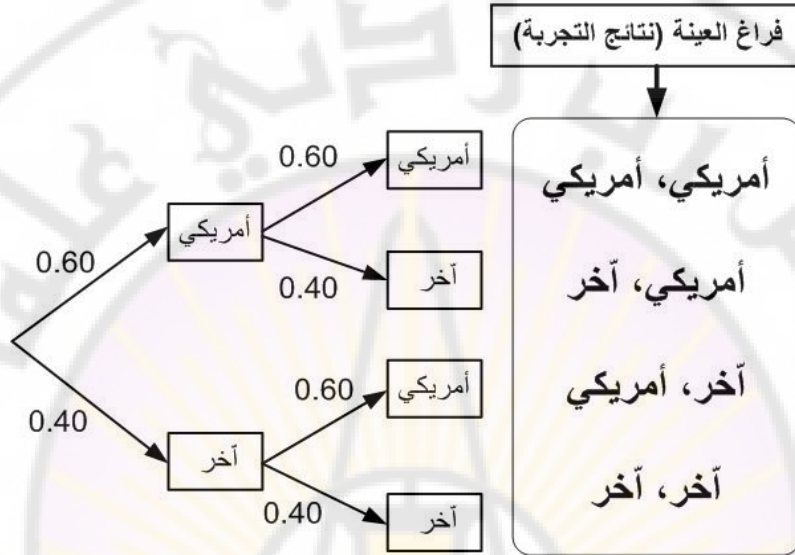 فراغ العينة (نتائج التجربة)
0.60
أمريكي
0.60
أمريكي
0.40
آخر
0.40
آخر
0.60
أمريكي
0.40
آخر
أمريكي، أمريكي
أمريكي، آخر
آخر، أمريكي
آخر، آخر